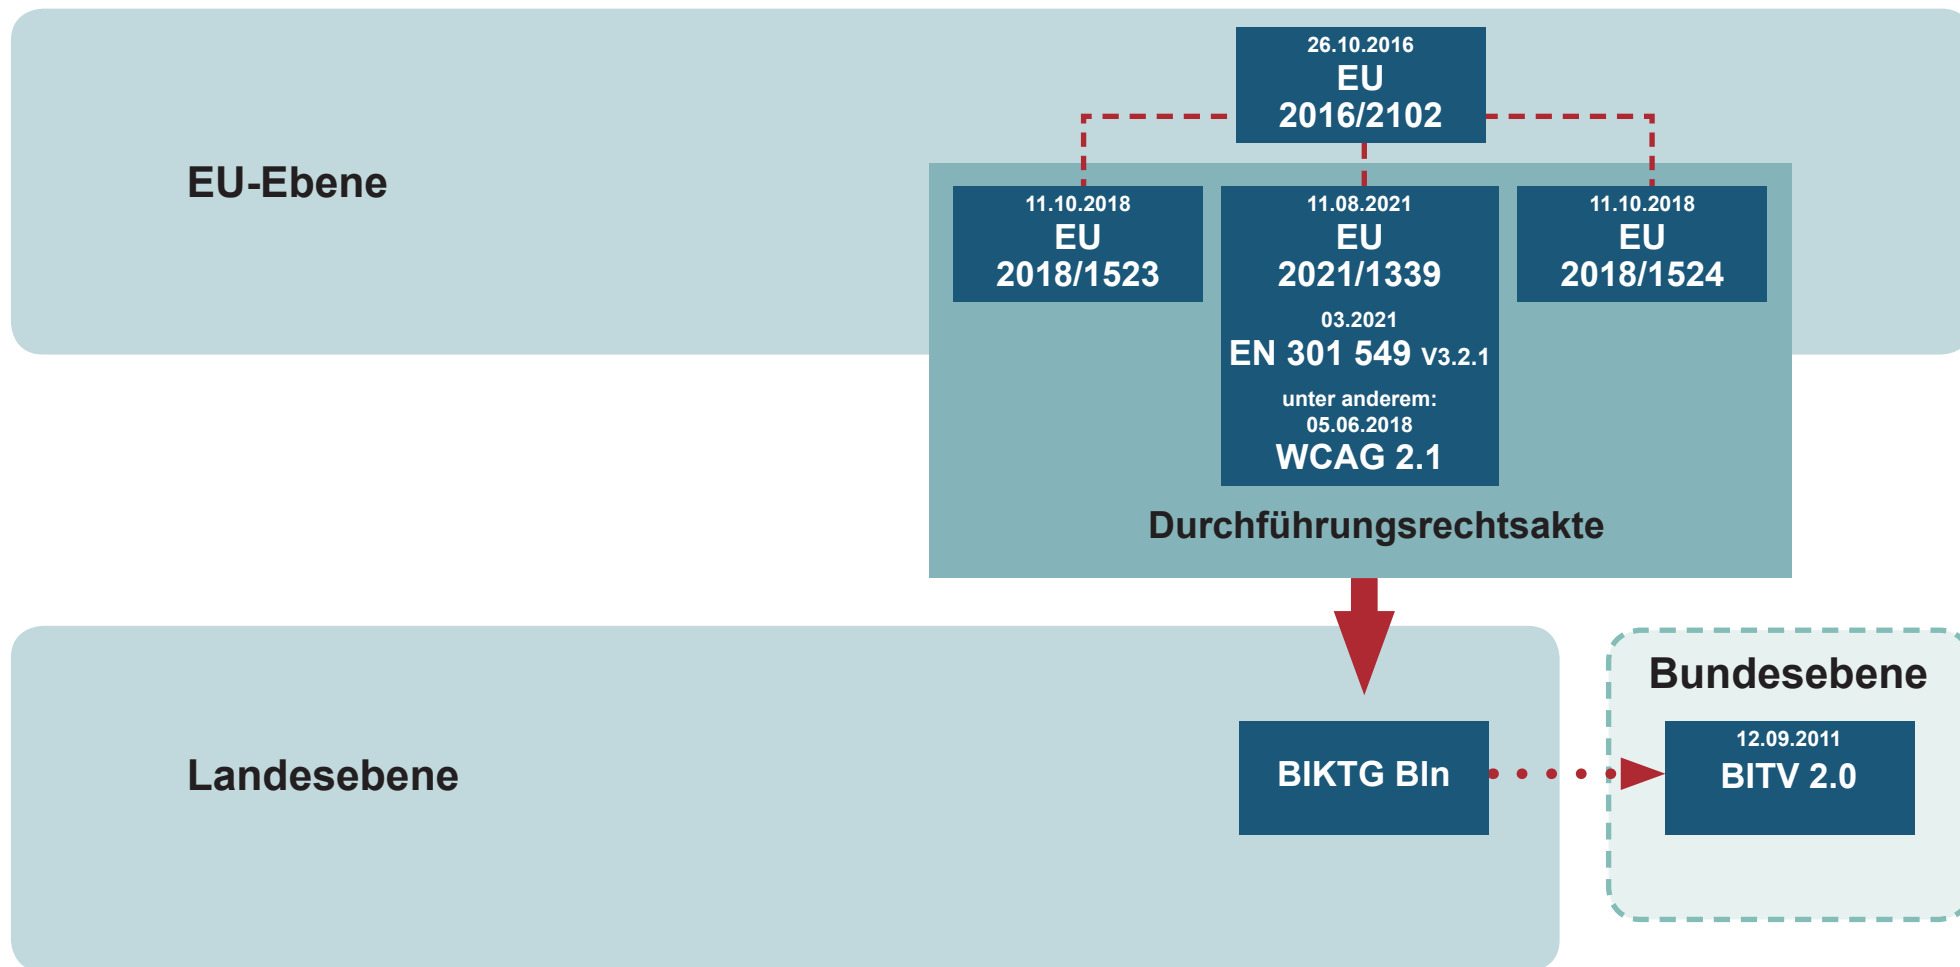 26.10.2016
EU
2016/2102
EU-Ebene
11.10.2018
EU
2018/1523
11.08.2021
EU
2021/1339
03.2021
EN 301 549 V3.2.1
unter anderem:
05.06.2018
WCAG 2.1
11.10.2018
EU
2018/1524
Durchführungsrechtsakte
Landesebene
BIKTG Bln
Bundesebene
12.09.2011
BITV 2.0